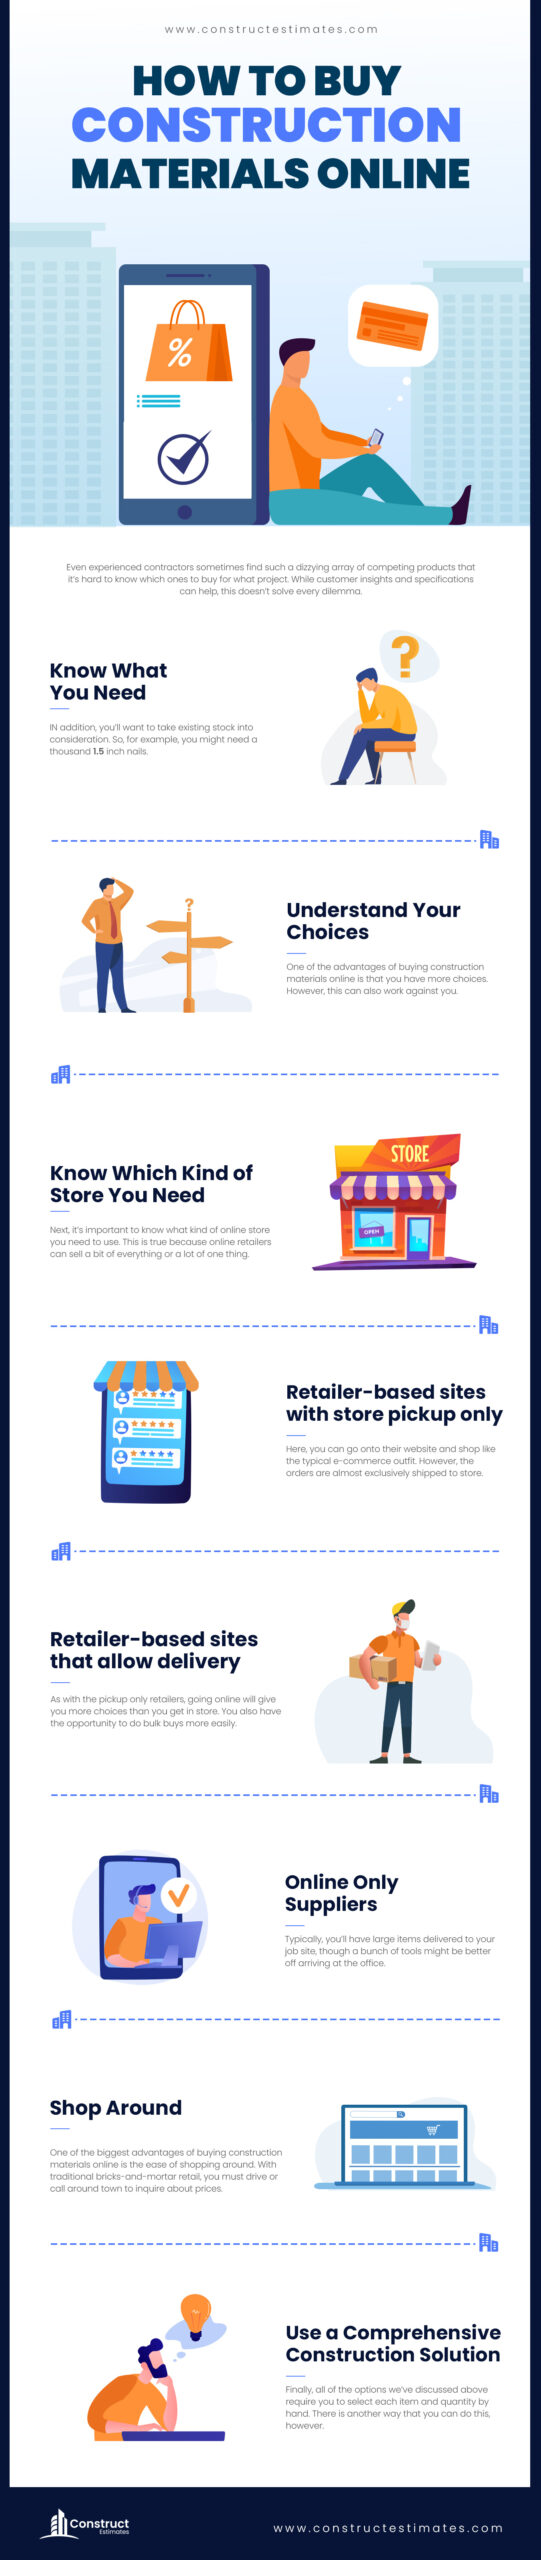 www.constructestimates.com
HOW TO BUY
CONSTRUCTION
MATERIALS ONLINE
%
Even experienced contractors sometimes find such a dizzying array of competing products that
it's hard to know which ones to buy for what project. While customer insights and specifications
can help, this doesn't solve every dilemma.
?
Know What
You Need
IN addition, you'll want to take existing stock into
consideration. So, for example, you might need a
thousand 1.5 inch nails.
?
Understand Your
Choices
One of the advantages of buying construction
materials online is that you have more choices.
However, this can also work against you.
STORE
OPEN
Know Which Kind of
Store You Need
Next, it's important to know what kind of online store
you need to use. This is true because online retailers
can sell a bit of everything or a lot of one thing.
Retailer-based sites
with store pickup only
Here, you can go onto their website and shop like
the typical e-commerce outfit. However, the
orders are almost exclusively shipped to store.
Retailer-based sites
that allow delivery
As with the pickup only retailers, going online will give
you more choices than you get in store. You also have
the opportunity to do bulk buys more easily.
Online Only
Suppliers
Typically, you'll have large items delivered to your
job site, though a bunch of tools might be better
off arriving at the office.
Shop Around
One of the biggest advantages of buying construction
materials online is the ease of shopping around. With
traditional bricks-and-mortar retail, you must drive or
call around town to inquire about prices.
Use a Comprehensive
Construction Solution
Finally, all of the options we've discussed above
require you to select each item and quantity by
hand. There is another way that you can do this,
however.
Construct
Estimates
www.constructestimates.com